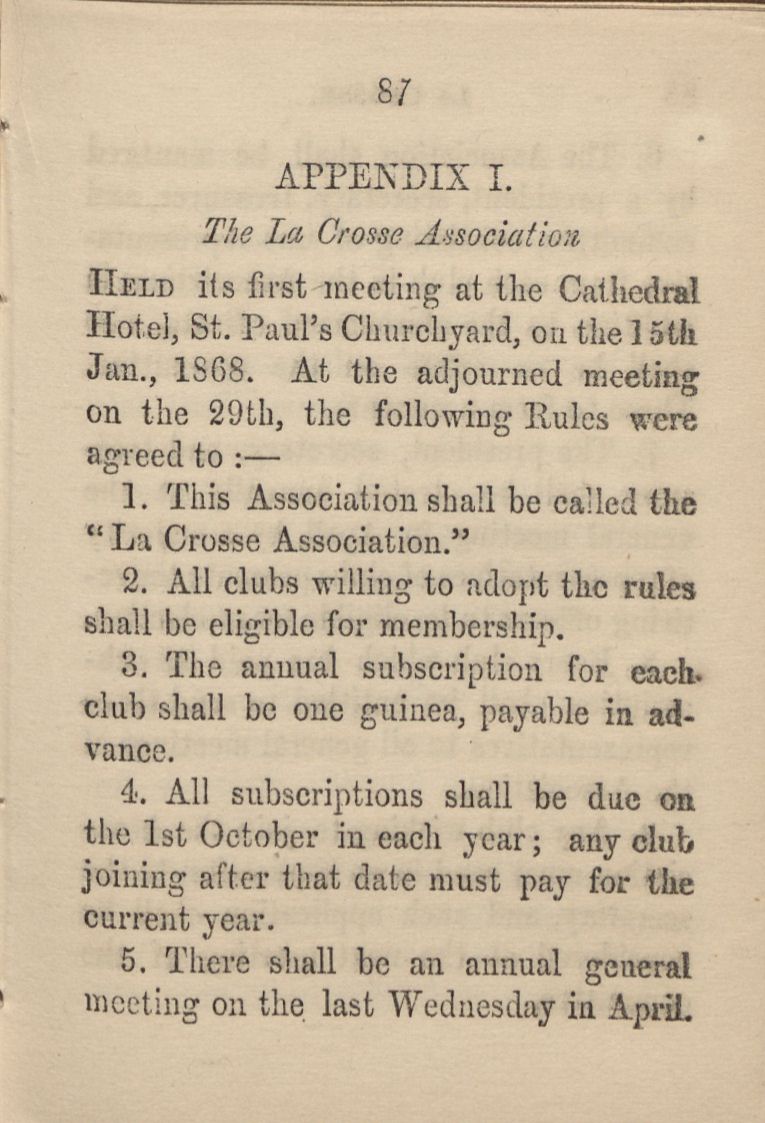 87
APPENDIX I.
The La Crosse Association
HELD its first meeting at the Cathedral
Hotel, St. Paul's Churchyard, on the 15th
Jan., 1868. At the adjourned meeting
on the 29th, the following Rules were
agreed to :—
1. This Association shall be called the
"La Crosse Association."
2. All clubs willing to adopt the rules
shall be eligible for membership.
3. The annual subscription for each
club shall be one guinea, payable in ad-
vance.
4. All subscriptions shall be due on
the 1st October in each year; any club
joining after that date must pay for the
current year.
5. There shall be an annual general
meeting on the last Wednesday in April.